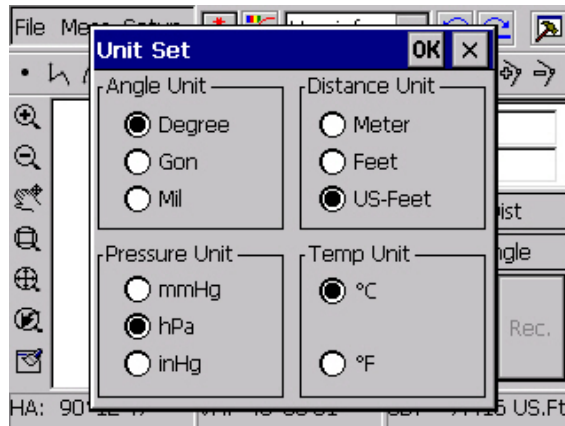 File
Unit Set OK
Angle Unit
Degree
Gon
Mil
Distance Unit
Meter
Feet
US-Feet
Pressure Unit
mmHg
hPa
inHg
Temp Unit
°C
°F
Rec.
HA: US.Ft